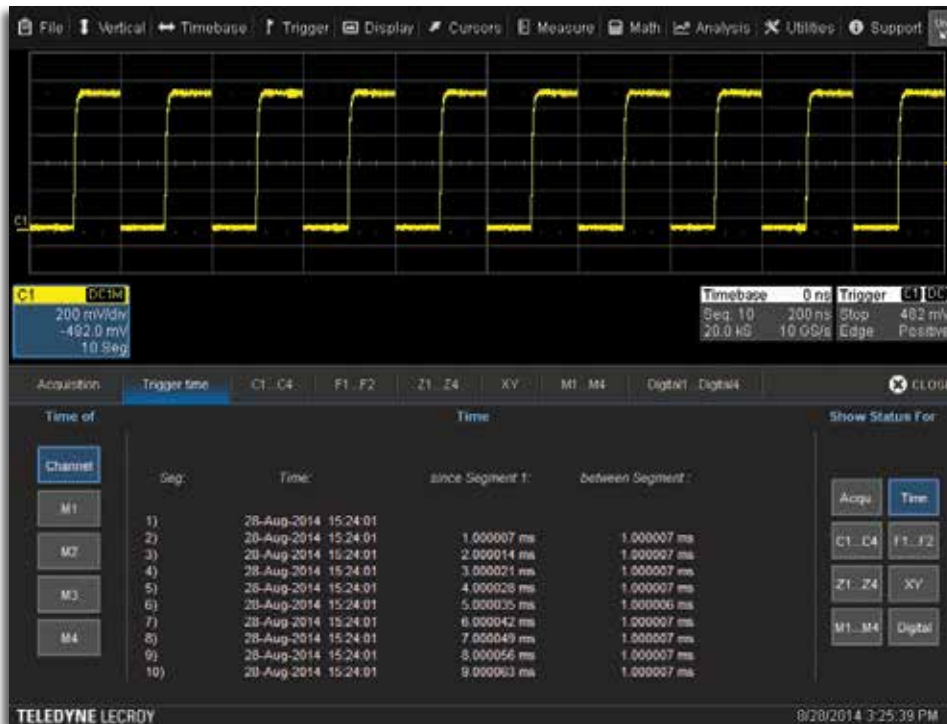 File Vertical Timebase Trigger Display Cursors Measure Math Analysis Utilities Support
C1
C1 DC1M
200 mV/div
-492.0 mV
10 Seg
Timebase 0 ns
Seq. 10 200 ns
20.0 kS 10 GS/s
Trigger C1 DC
Stop 482 mV
Edge Positive
Acquisition Trigger time C1...C4 F1...F2 Z1...Z4 XY M1...M4 Digital1...Digital4 CLOSE
Time of Time Show Status For
Channel
M1
M2
M3
M4
Seg: Time: since Segment 1: between Segment :
1) 28-Aug-2014 15:24:01
2) 28-Aug-2014 15:24:01 1.000007 ms 1.000007 ms
3) 28-Aug-2014 15:24:01 2.000014 ms 1.000007 ms
4) 28-Aug-2014 15:24:01 3.000021 ms 1.000007 ms
5) 28-Aug-2014 15:24:01 4.000028 ms 1.000007 ms
6) 28-Aug-2014 15:24:01 5.000035 ms 1.000006 ms
7) 28-Aug-2014 15:24:01 6.000042 ms 1.000007 ms
8) 28-Aug-2014 15:24:01 7.000049 ms 1.000007 ms
9) 28-Aug-2014 15:24:01 8.000056 ms 1.000007 ms
10) 28-Aug-2014 15:24:01 9.000063 ms 1.000007 ms
Acqu. Time
C1...C4 F1...F2
Z1...Z4 XY
M1...M4 Digital
TELEDYNE LECROY 8/28/2014 3:25:39 PM